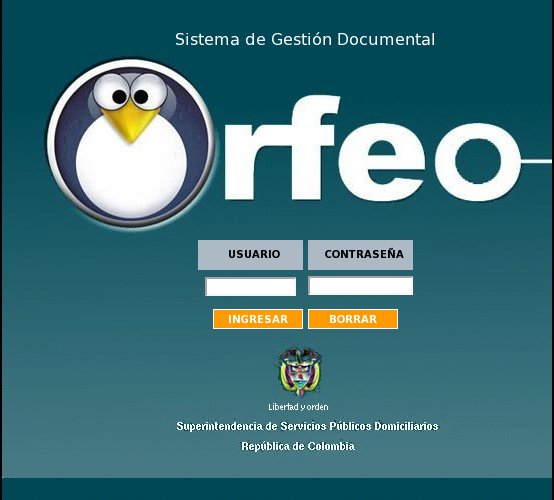 Sistema de Gestión Documental
Orfeo
USUARIO CONTRASEÑA
INGRESAR BORRAR
Libertad y orden
Superintendencia de Servicios Públicos Domiciliarios
República de Colombia